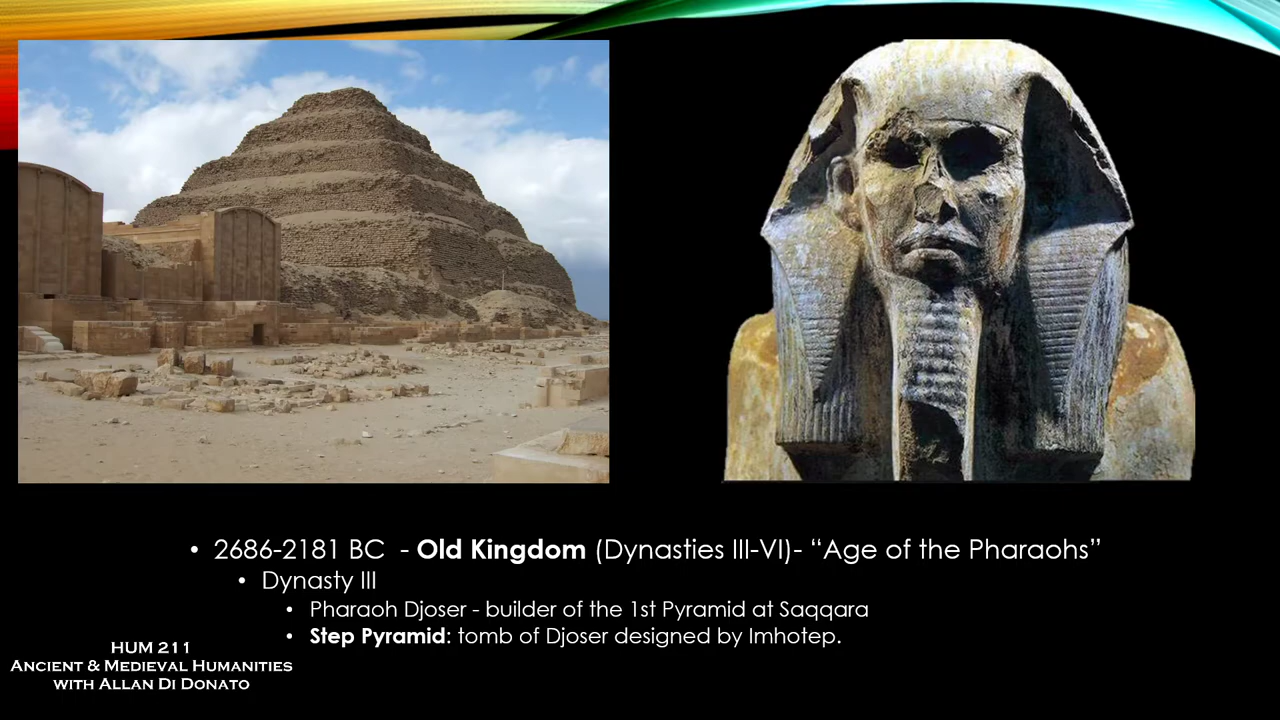 • 2686-2181 BC  - Old Kingdom (Dynasties III-VI)- “Age of the Pharaohs”
• Dynasty III
• Pharaoh Djoser - builder of the 1st Pyramid at Saqqara
• Step Pyramid: tomb of Djoser designed by Imhotep.
HUM 211
Ancient & Medieval Humanities
with Allan Di Donato